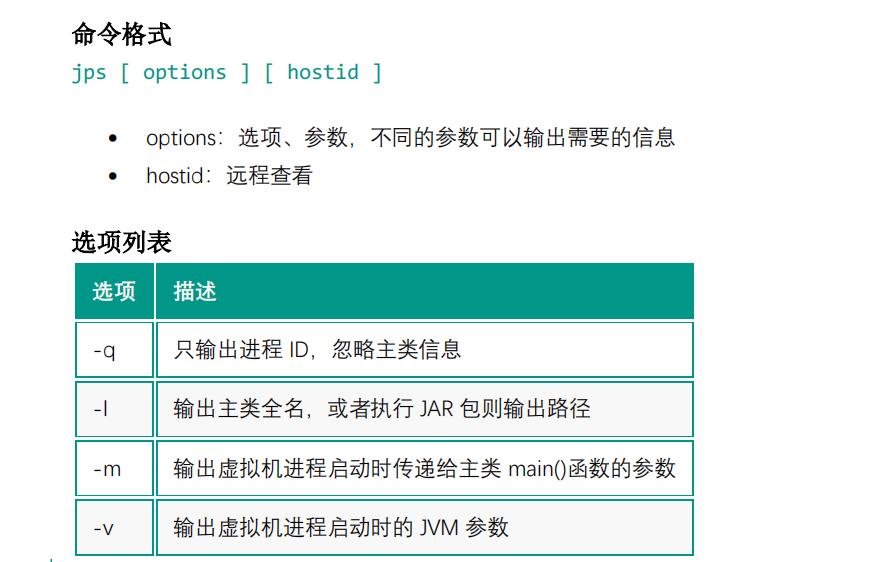 命令格式
jps [ options ] [ hostid ]
• options：选项、参数，不同的参数可以输出需要的信息
• hostid：远程查看
选项列表
选项 描述
-q 只输出进程 ID，忽略主类信息
-l 输出主类全名，或者执行 JAR 包则输出路径
-m 输出虚拟机进程启动时传递给主类 main()函数的参数
-v 输出虚拟机进程启动时的 JVM 参数